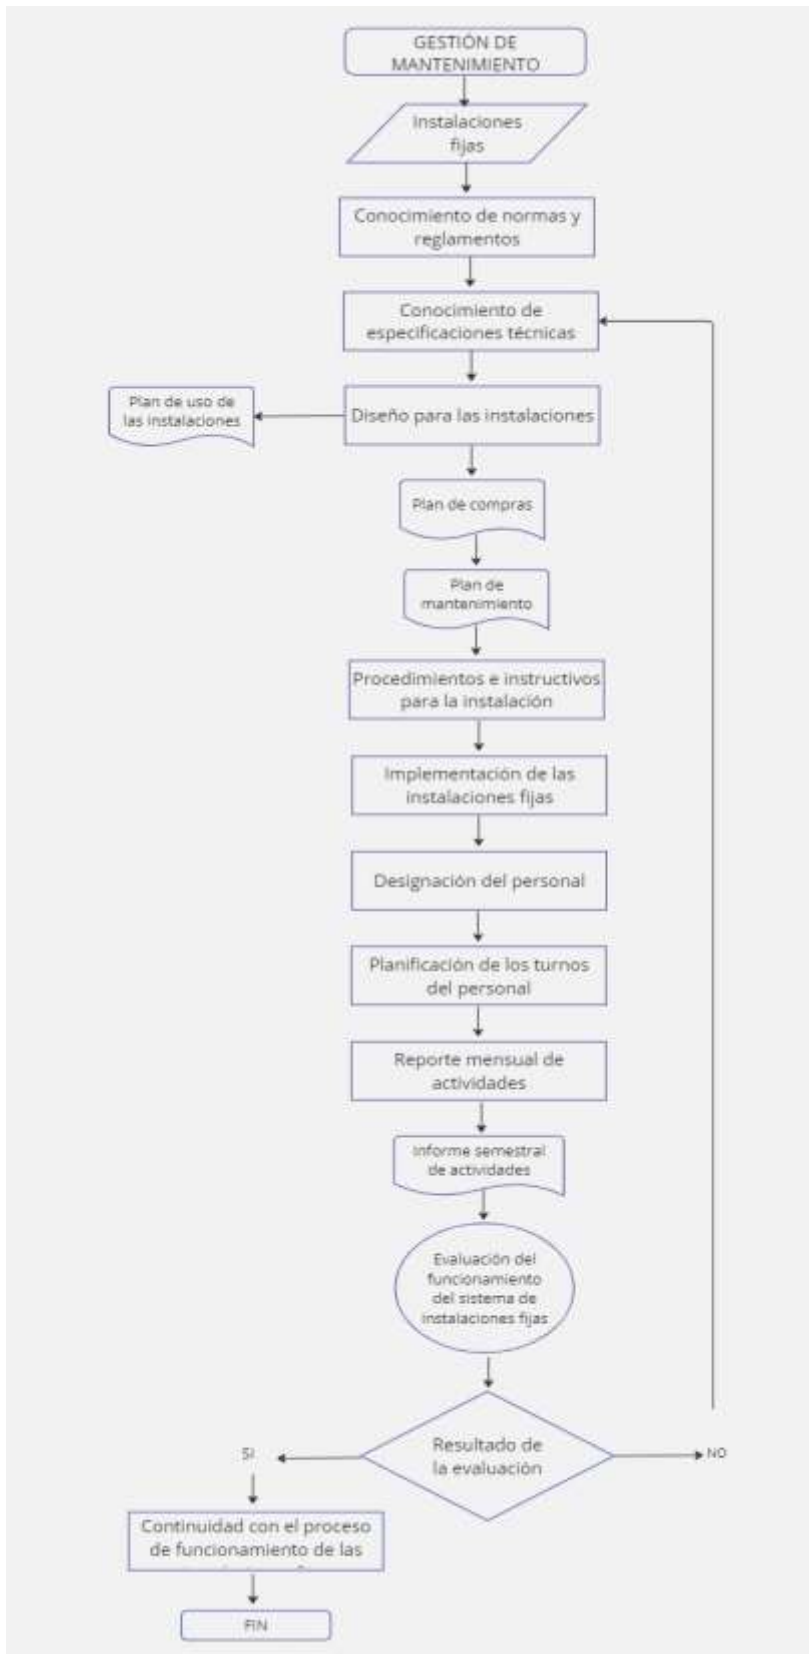 GESTIÓN DE
MANTENIMIENTO
Instalaciones
fijas
Conocimiento de normas y
reglamentos
Conocimiento de
especificaciones técnicas
Plan de uso de
las instalaciones
Diseño para las instalaciones
Plan de compras
Plan de
mantenimiento
Procedimientos e instructivos
para la instalación
Implementación de las
instalaciones fijas
Designación del personal
Planificación de los turnos
del personal
Reporte mensual de
actividades
Informe semestral
de actividades
Evaluación del
funcionamiento
del sistema de
instalaciones fijas
Resultado de
la evaluación
SI
NO
Continuidad con el proceso
de funcionamiento de las
FIN